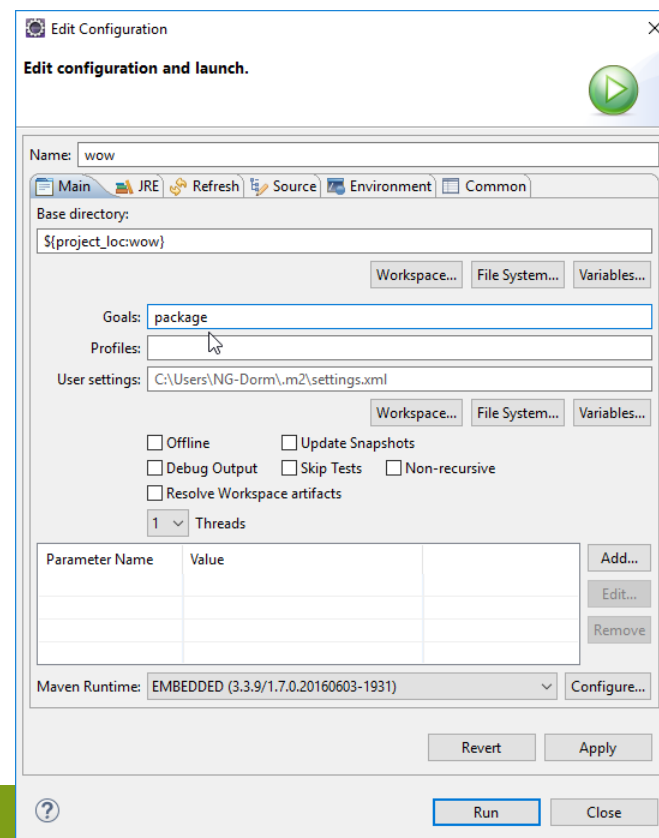 Edit Configuration
Edit configuration and launch.
Name: wow
Main JRE Refresh Source Environment Common
Base directory:
${project_loc:wow}
Workspace... File System... Variables...
Goals: package
Profiles:
User settings: C:\Users\NG-Dorm\.m2\settings.xml
Workspace... File System... Variables...
Offline Update Snapshots
Debug Output Skip Tests Non-recursive
Resolve Workspace artifacts
1 Threads
Parameter Name Value Add...
Edit...
Remove
Maven Runtime: EMBEDDED (3.3.9/1.7.0.20160603-1931) Configure...
Revert Apply
? Run Close